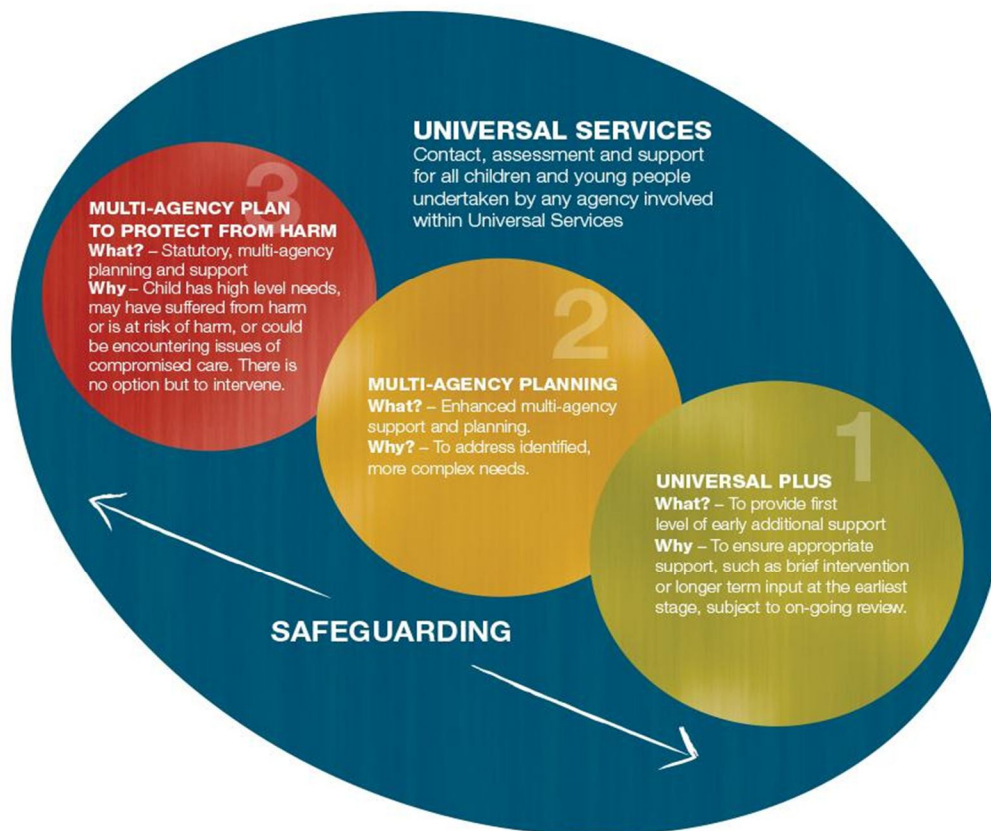 UNIVERSAL SERVICES
Contact, assessment and support
for all children and young people
undertaken by any agency involved
within Universal Services
3
MULTI-AGENCY PLAN
TO PROTECT FROM HARM
What? – Statutory, multi-agency
planning and support
Why – Child has high level needs,
may have suffered from harm
or is at risk of harm, or could
be encountering issues of
compromised care. There is
no option but to intervene.
2
MULTI-AGENCY PLANNING
What? – Enhanced multi-agency
support and planning.
Why? – To address identified,
more complex needs.
1
UNIVERSAL PLUS
What? – To provide first
level of early additional support
Why – To ensure appropriate
support, such as brief intervention
or longer term input at the earliest
stage, subject to on-going review.
SAFEGUARDING